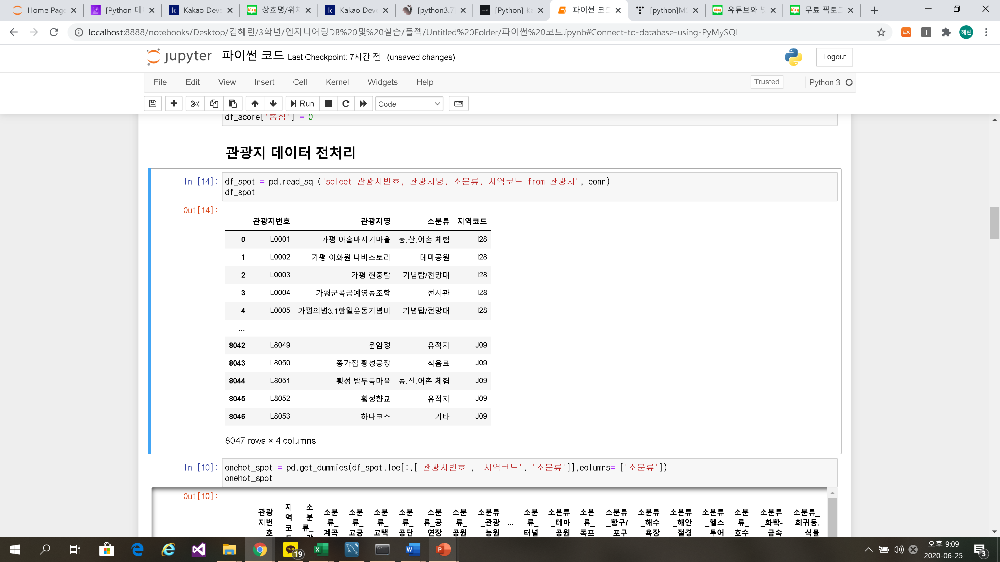 Home Page
[Python 데이
Kakao Deve
상호명/위치
Kakao Deve
[python3.7
[Python] Ka
파이썬 코드
[python]MS
유튜브와 넷
무료 픽토그
localhost:8888/notebooks/Desktop/김혜린/3학년/엔지니어링DB%20및%20실습/플젝/Untitled%20Folder/파이썬%20코드.ipynb#Connect-to-database-using-PyMySQL
EX
혜린
jupyter 파이썬 코드 Last Checkpoint: 7시간 전 (unsaved changes)
Logout
File Edit View Insert Cell Kernel Widgets Help
Trusted
Python 3
Run
Code
df_score['총점'] = 0
관광지 데이터 전처리
In [14]: df_spot = pd.read_sql("select 관광지번호, 관광지명, 소분류, 지역코드 from 관광지", conn)
df_spot
Out[14]:
관광지번호 관광지명 소분류 지역코드
0 L0001 가평 아홉마지기마을 농.산.어촌 체험 I28
1 L0002 가평 이화원 나비스토리 테마공원 I28
2 L0003 가평 현충탑 기념탑/전망대 I28
3 L0004 가평군목공예영농조합 전시관 I28
4 L0005 가평의병3.1항일운동기념비 기념탑/전망대 I28
... ... ... ... ...
8042 L8049 운암정 유적지 J09
8043 L8050 종가집 횡성공장 식음료 J09
8044 L8051 횡성 밤두둑마을 농.산.어촌 체험 J09
8045 L8052 횡성향교 유적지 J09
8046 L8053 하나코스 기타 J09
8047 rows × 4 columns
In [10]: onehot_spot = pd.get_dummies(df_spot.loc[:,['관광지번호', '지역코드', '소분류']],columns= ['소분류'])
onehot_spot
Out[10]:
관광 지 소 소분 소분 소분 소분 소분 소분 소분류 소분 소분류 소분 소분류 소분류 소분류 소분류 소분 소분류 소분류_
지번 역 분 류_ 류_ 류_ 류_ 류_공 류_ _관광 ... 류_ _테마 류_ _항구/ _해수 _해안 _헬스 류_ _화학- 희귀동.
호 코 류_ 계곡 고궁 고택 공단 연장 공원 농원 터널 공원 폭포 포구 욕장 절경 투어 호수 금속 식물
TALK
19
오후 9:09
2020-06-25
3